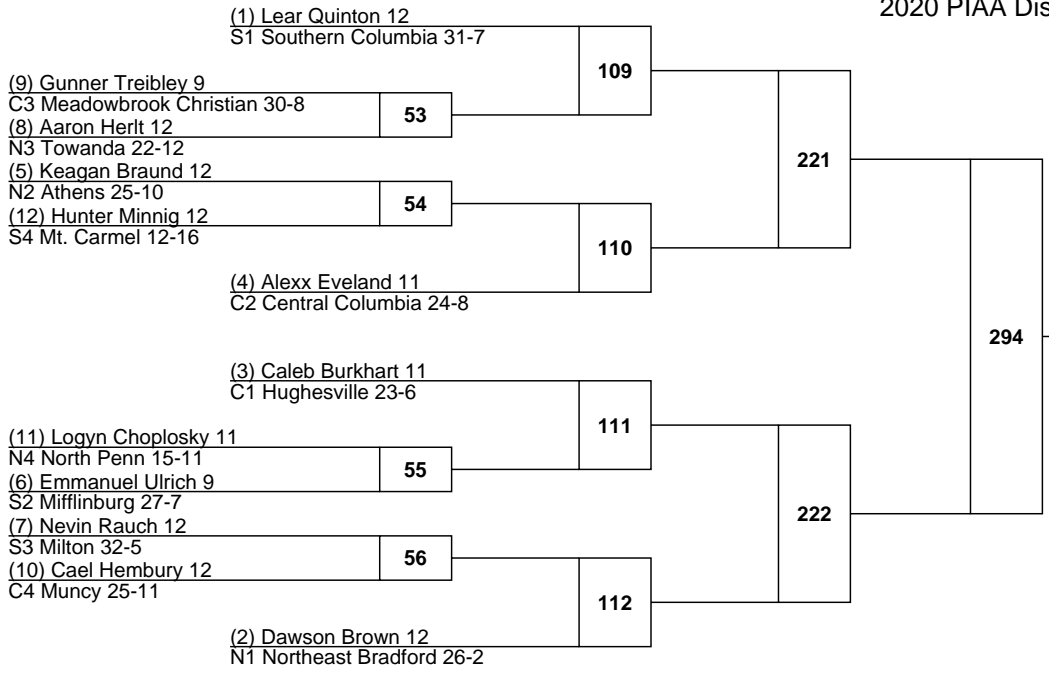 2020 PIAA Dis
(1) Lear Quinton 12
S1 Southern Columbia 31-7
109
(9) Gunner Treibley 9
C3 Meadowbrook Christian 30-8
53
(8) Aaron Herlt 12
N3 Towanda 22-12
221
(5) Keagan Braund 12
N2 Athens 25-10
54
(12) Hunter Minnig 12
S4 Mt. Carmel 12-16
110
(4) Alexx Eveland 11
C2 Central Columbia 24-8
294
(3) Caleb Burkhart 11
C1 Hughesville 23-6
111
(11) Logyn Choplosky 11
N4 North Penn 15-11
55
(6) Emmanuel Ulrich 9
S2 Mifflinburg 27-7
222
(7) Nevin Rauch 12
S3 Milton 32-5
56
(10) Cael Hembury 12
C4 Muncy 25-11
112
(2) Dawson Brown 12
N1 Northeast Bradford 26-2